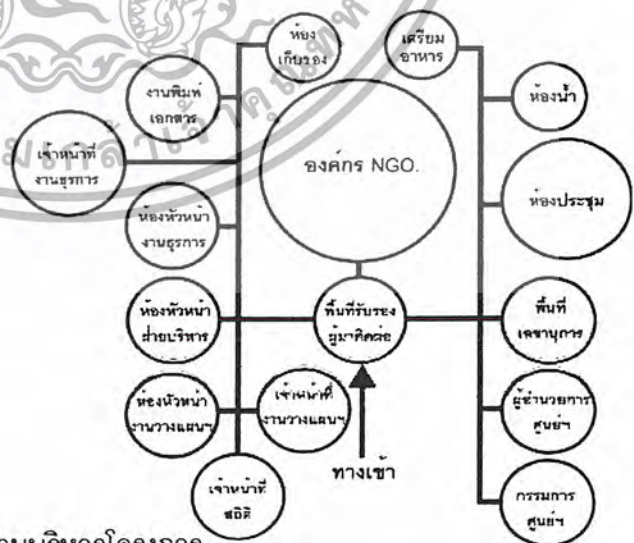 ห้อง
เก็บของ
เตรียม
อาหาร
งานพิมพ์
เอกสาร
ห้องน้ำ
เจ้าหน้าที่
งานธุรการ
องค์กร NGO.
ห้องประชุม
ห้องหัวหน้า
งานธุรการ
ห้องหัวหน้า
ฝ่ายบริหาร
พื้นที่รับรอง
ผู้มาติดต่อ
พื้นที่
เลขานุการ
ห้องหัวหน้า
งานวางแผนฯ
เจ้าหน้าที่
งานวางแผนฯ
ผู้อำนวยการ
ศูนย์ฯ
ทางเข้า
เจ้าหน้าที่
สถิติ
กรรมการ
ศูนย์ฯ